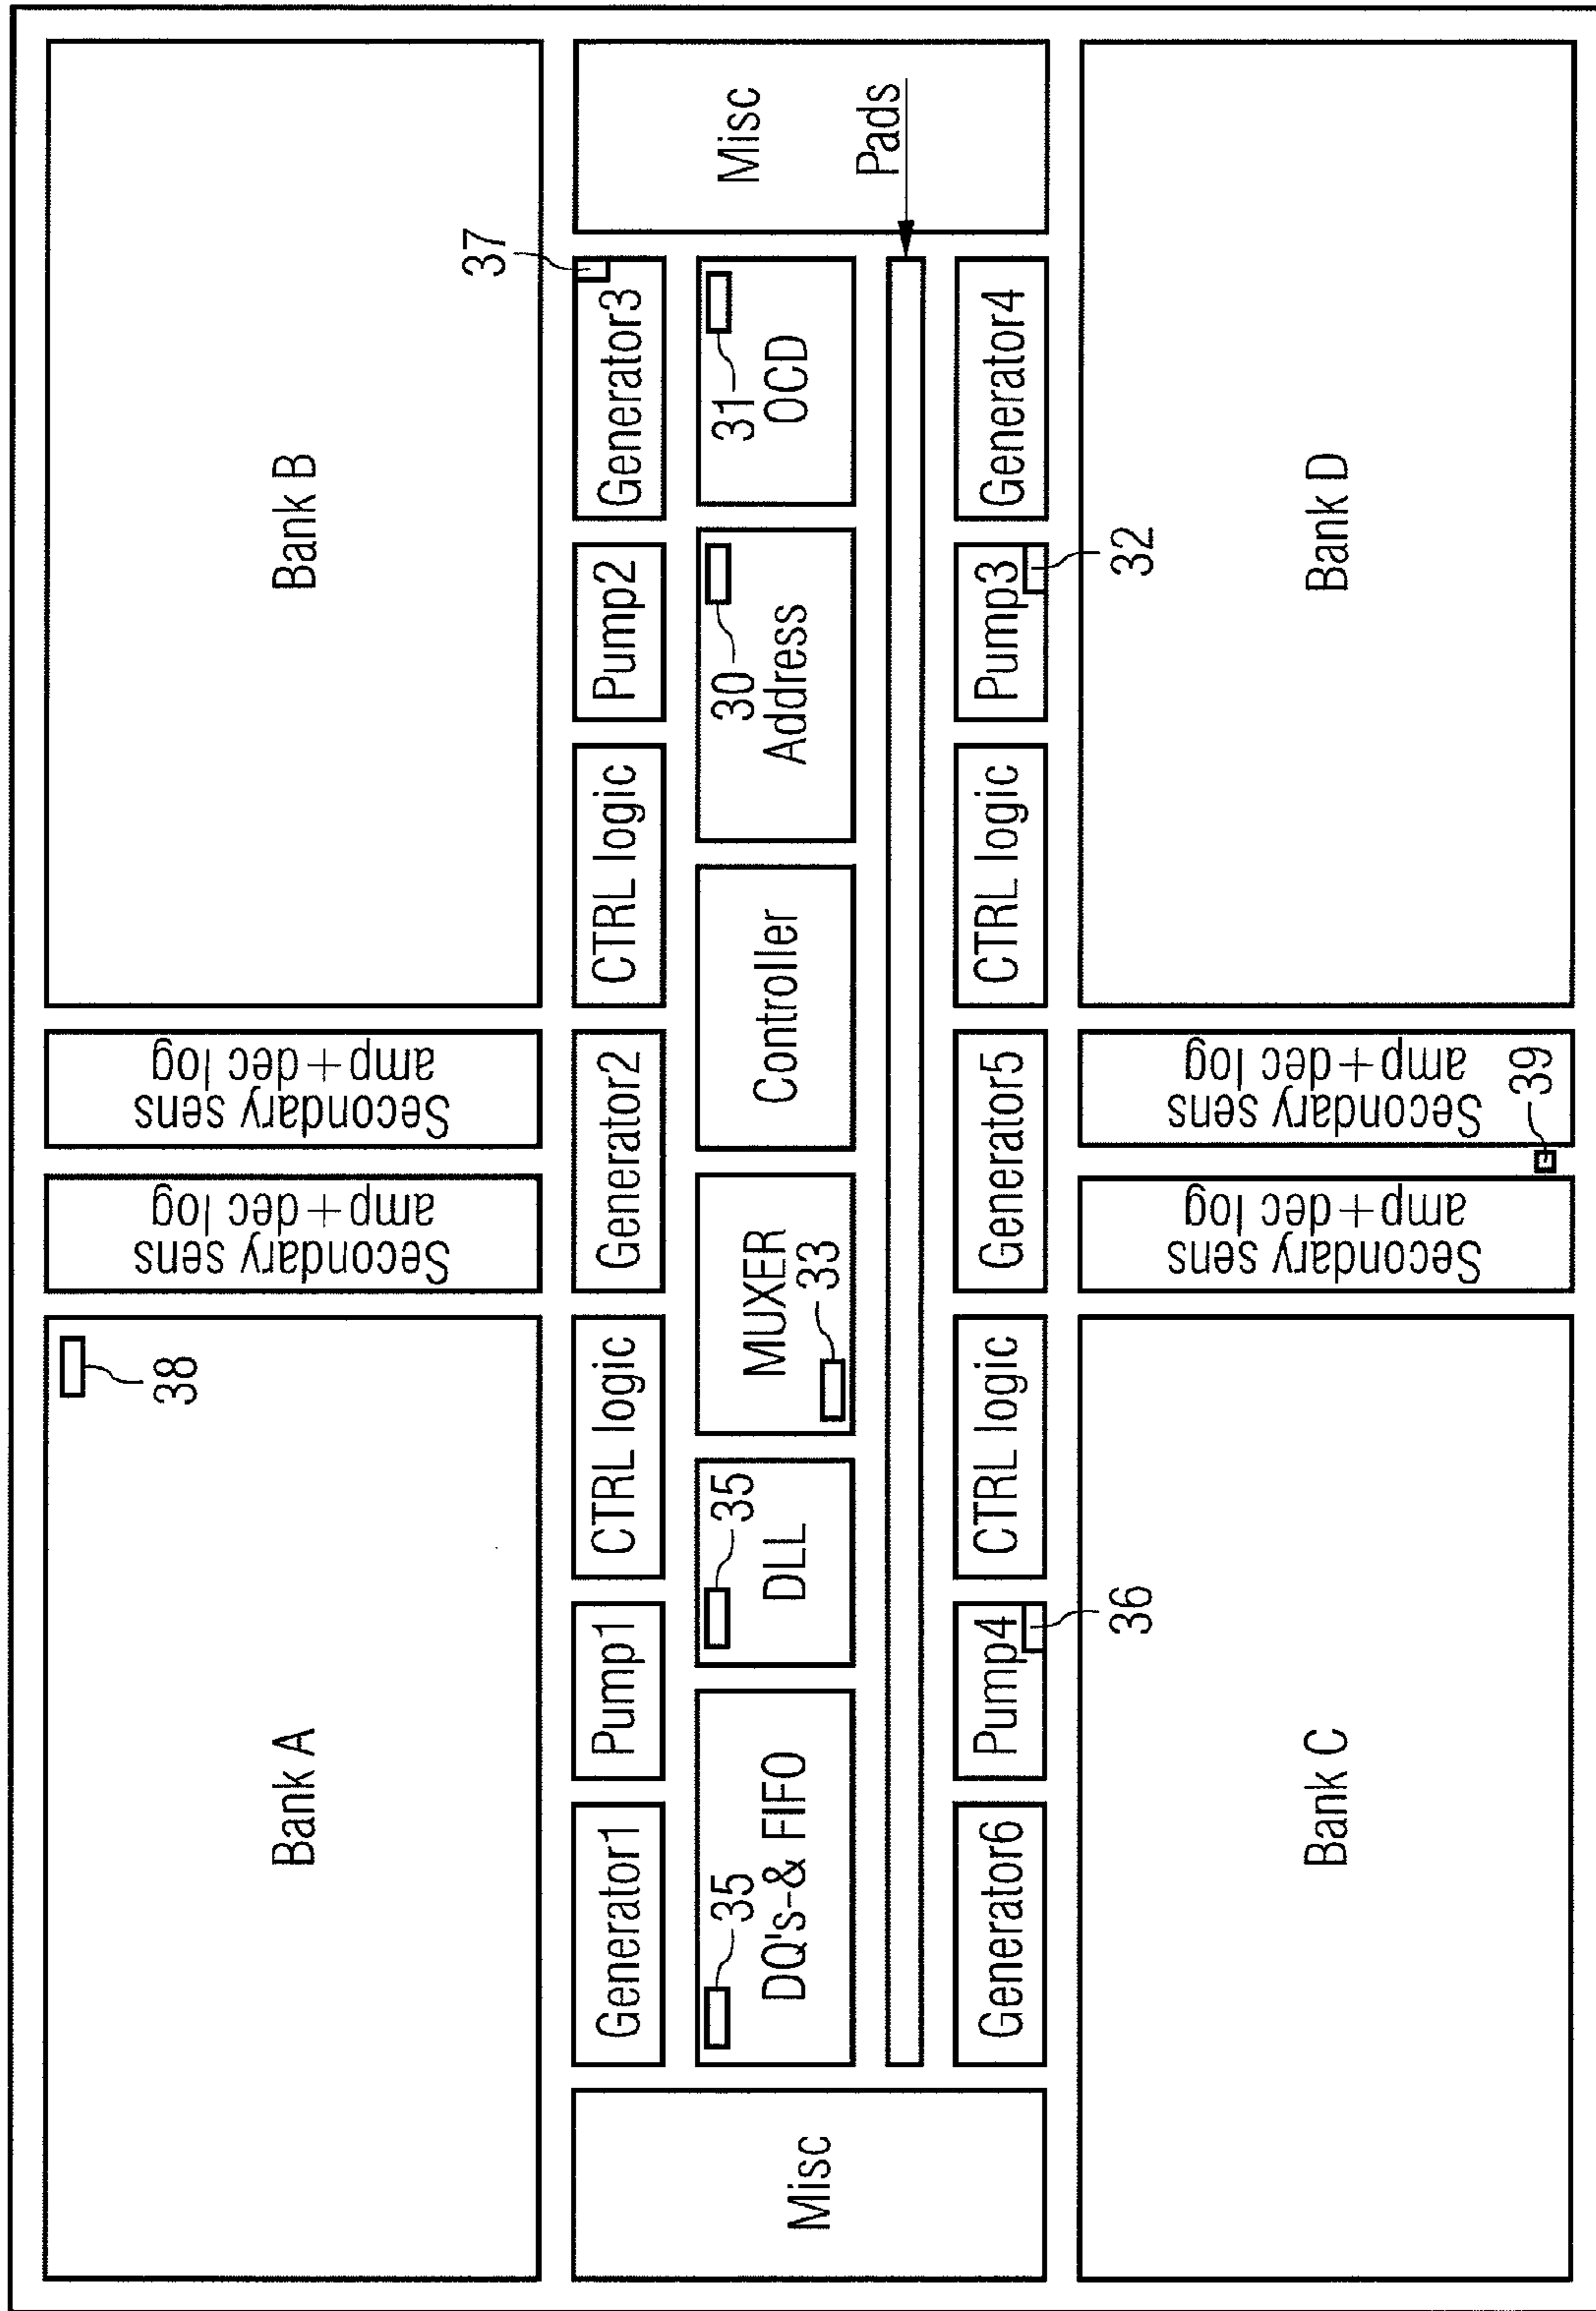 Bank A
38
Secondary sens
amp+dec log
Secondary sens
amp+dec log
Bank B
Misc
Generator1
Pump1
CTRL logic
Generator2
CTRL logic
Pump2
Generator3
37
Misc
Pads
35
DQ's-& FIFO
35
DLL
MUXER
33
Controller
30
Address
31
OCD
Generator6
Pump4
36
CTRL logic
Generator5
CTRL logic
Pump3
32
Generator4
Bank C
Secondary sens
amp+dec log
39
Secondary sens
amp+dec log
Bank D